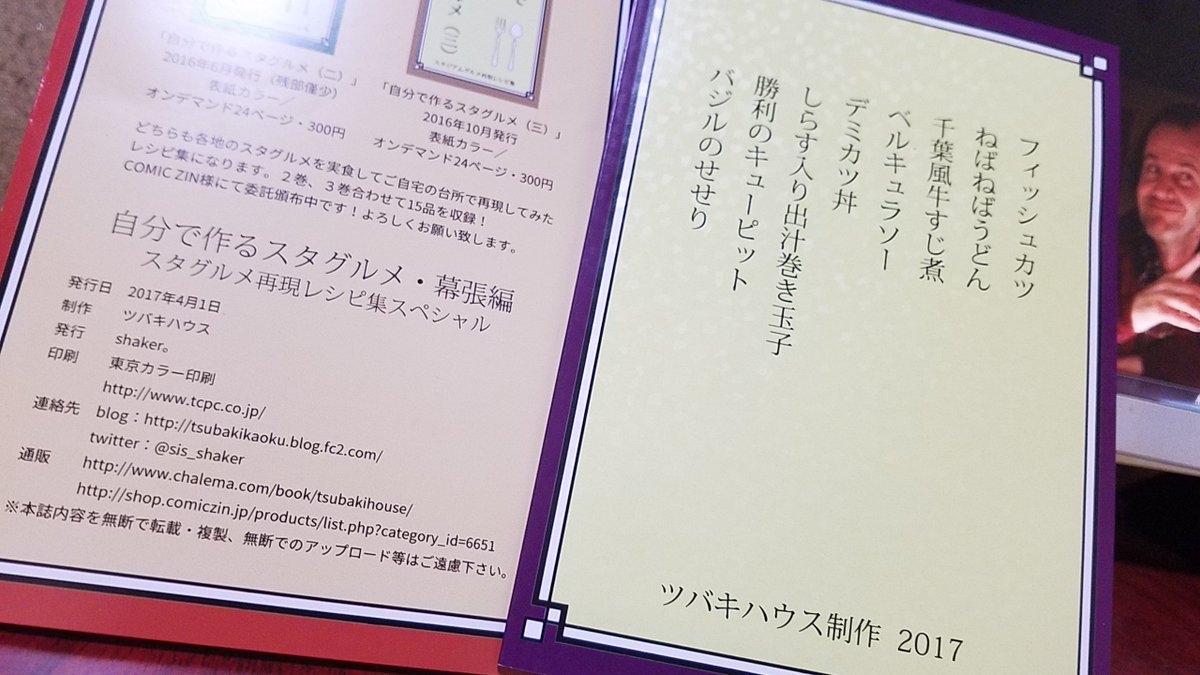 メ(三)
スタジアムグルメ再現レシピ集
「自分で作るスタグルメ(二)」
2016年6月発行(残部僅少)
表紙カラー/
オンデマンド24ページ・300円
「自分で作るスタグルメ(三)」
2016年10月発行
表紙カラー/
オンデマンド24ページ・300円
どちらも各地のスタグルメを実食してご自宅の台所で再現してみた
レシピ集になります。2巻、3巻合わせて15品を収録!
COMIC ZIN様にて委託頒布中です!よろしくお願い致します。
自分で作るスタグルメ・幕張編
スタグルメ再現レシピ集スペシャル
発行日 2017年4月1日
制作 ツバキハウス
発行 shaker。
印刷 東京カラー印刷
http://www.tcpc.co.jp/
連絡先 blog:http://tsubakikaoku.blog.fc2.com/
twitter:@sis_shaker
通販 http://www.chalema.com/book/tsubakihouse/
http://shop.comiczin.jp/products/list.php?category_id=6651
※本誌内容を無断で転載・複製、無断でのアップロード等はご遠慮下さい。
フィッシュカツ
ねばねばうどん
千葉風牛すじ煮
ベルキュラソー
デミカツ丼
しらす入り出汁巻き玉子
勝利のキューピット
バジルのせせり
ツバキハウス制作 2017